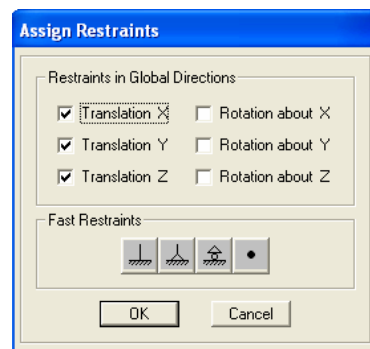 Assign Restraints
Restraints in Global Directions
Translation X Rotation about X
Translation Y Rotation about Y
Translation Z Rotation about Z
Fast Restraints
OK Cancel